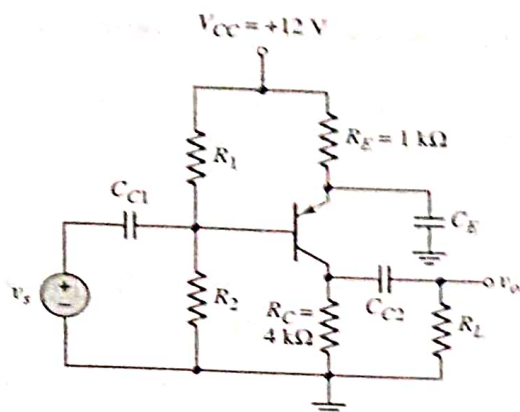 V_CC = +12 V
R_E = 1 kΩ
R_1
C_C1
C_E
v_s
R_2
R_C =
4 kΩ
C_C2
v_o
R_L